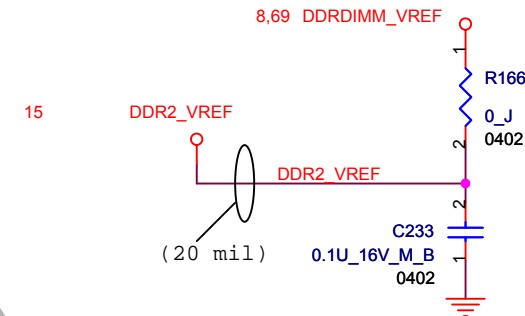 8,69 DDRDIMM_VREF
1
R166
15 DDR2_VREF
0_J
0402
2
DDR2_VREF
2
C233
(20 mil)
0.1U_16V_M_B
1
0402